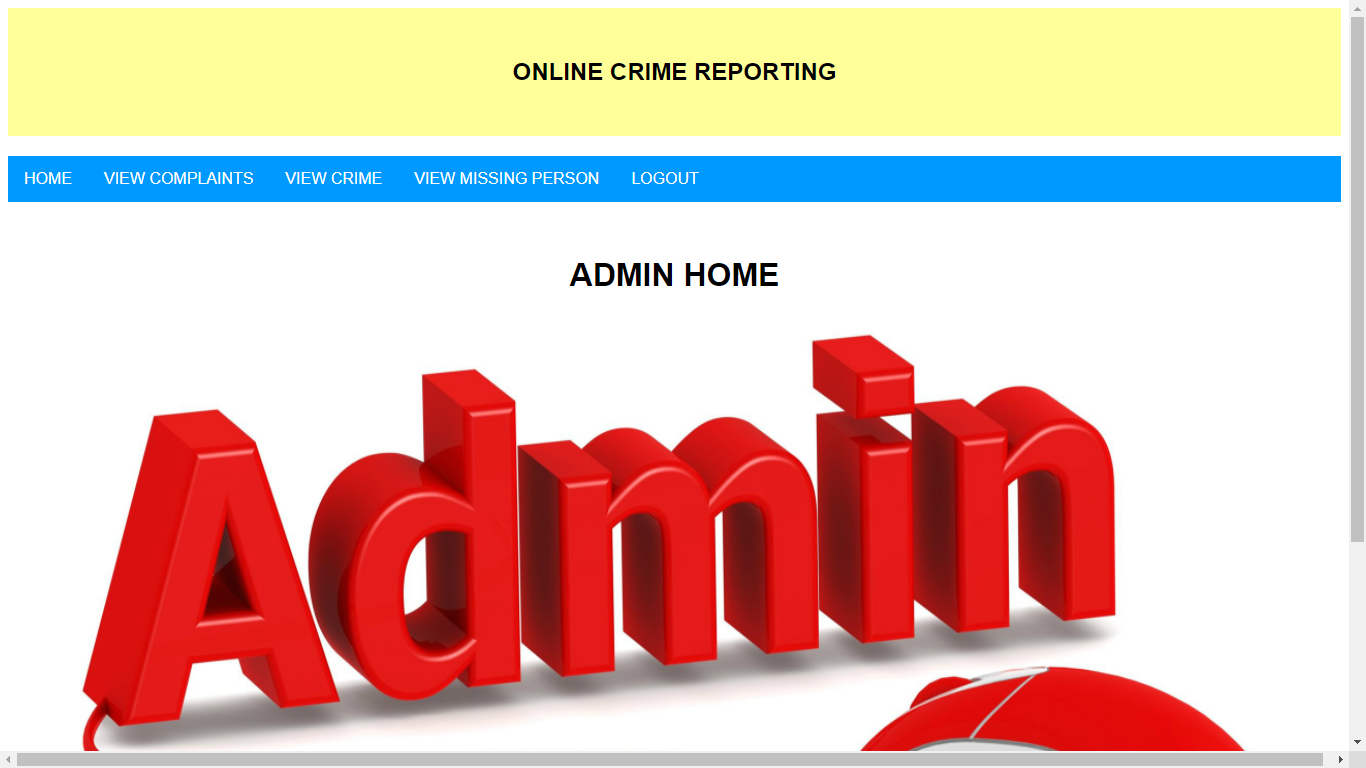 ONLINE CRIME REPORTING
HOME VIEW COMPLAINTS VIEW CRIME VIEW MISSING PERSON LOGOUT
ADMIN HOME
Admin